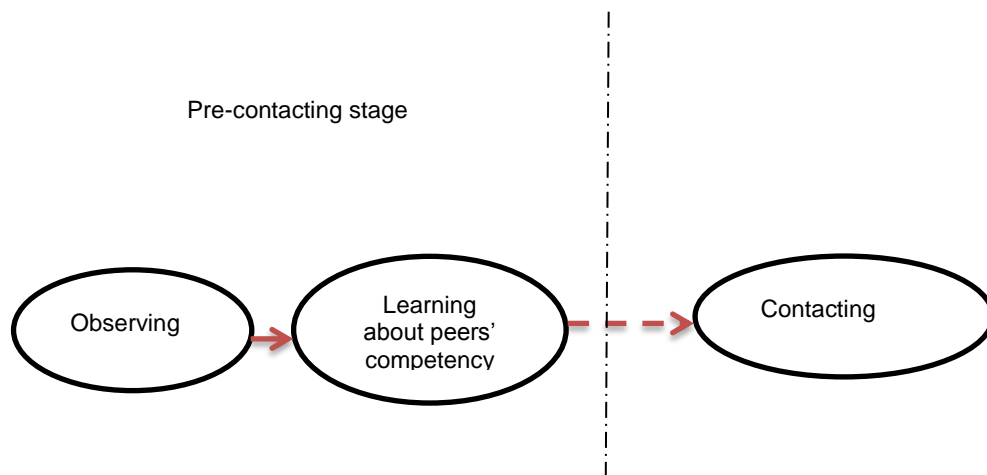 Pre-contacting stage
Observing
Learning
about peers'
competency
Contacting